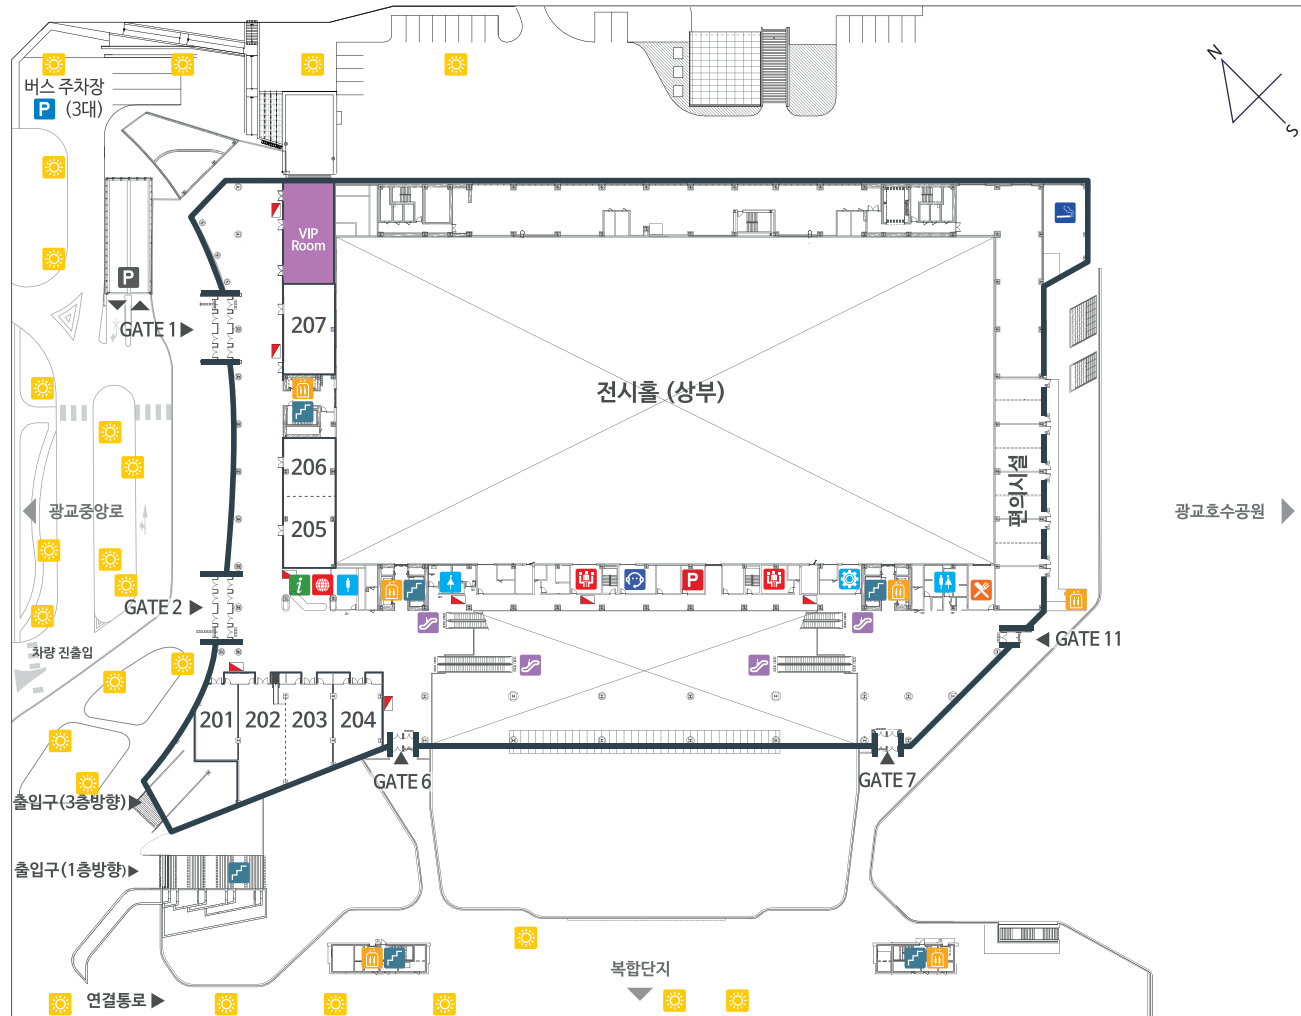 N
S
버스 주차장
P (3대)
VIP
Room
P
GATE 1
207
전시홀 (상부)
206
205
편의시설
광교중앙로
광교호수공원
i
P
GATE 2
GATE 11
차량 진출입
201
202
203
204
GATE 6
GATE 7
출입구(3층방향)
출입구(1층방향)
복합단지
연결통로